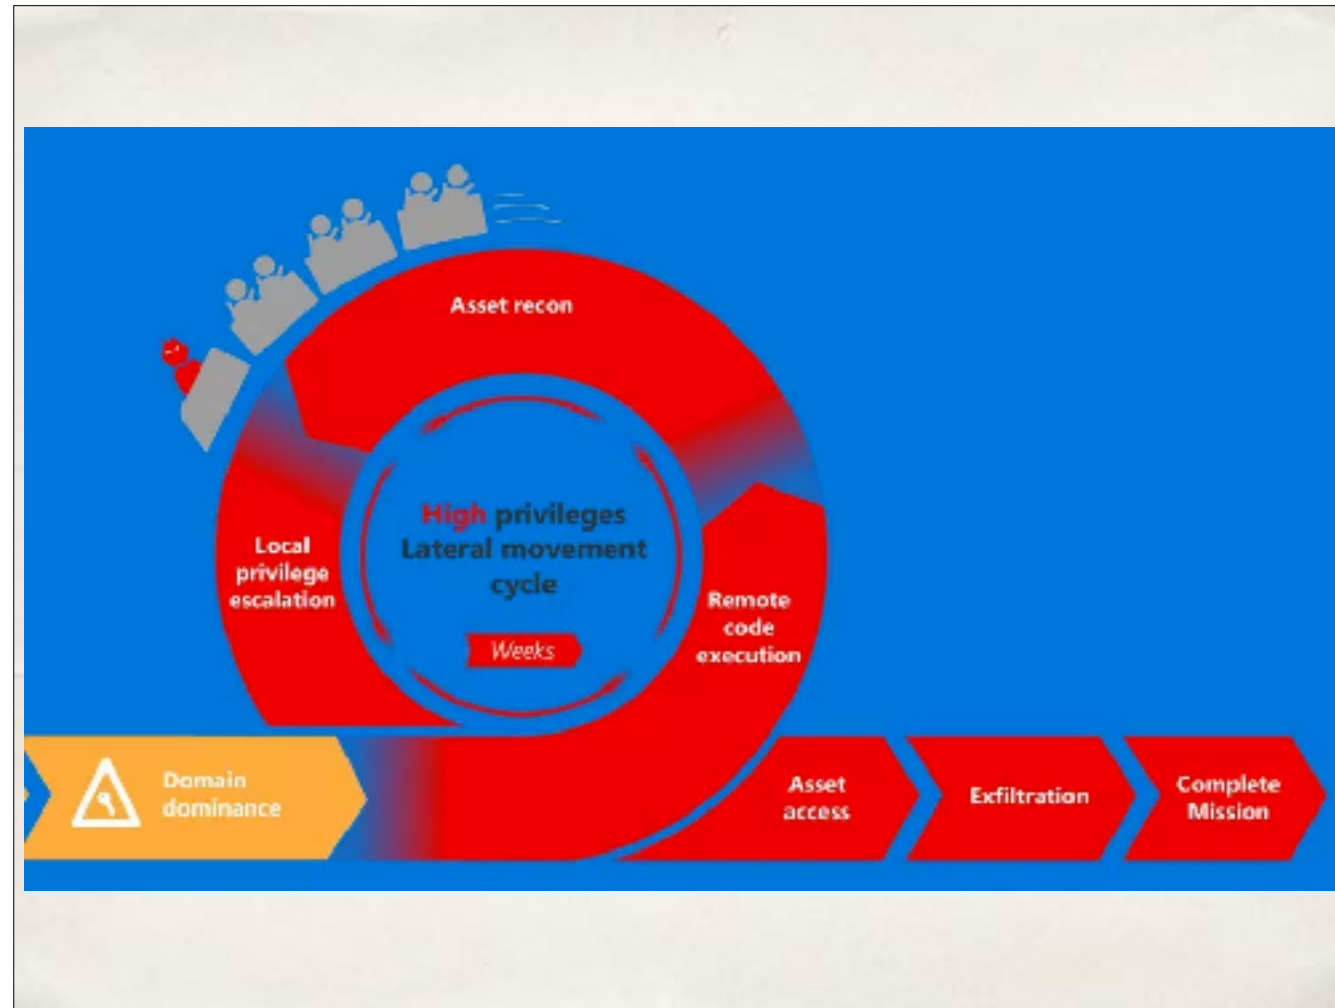 Asset recon
High privileges
Lateral movement
cycle
Weeks
Local
privilege
escalation
Remote
code
execution
Domain
dominance
Asset
access
Exfiltration
Complete
Mission